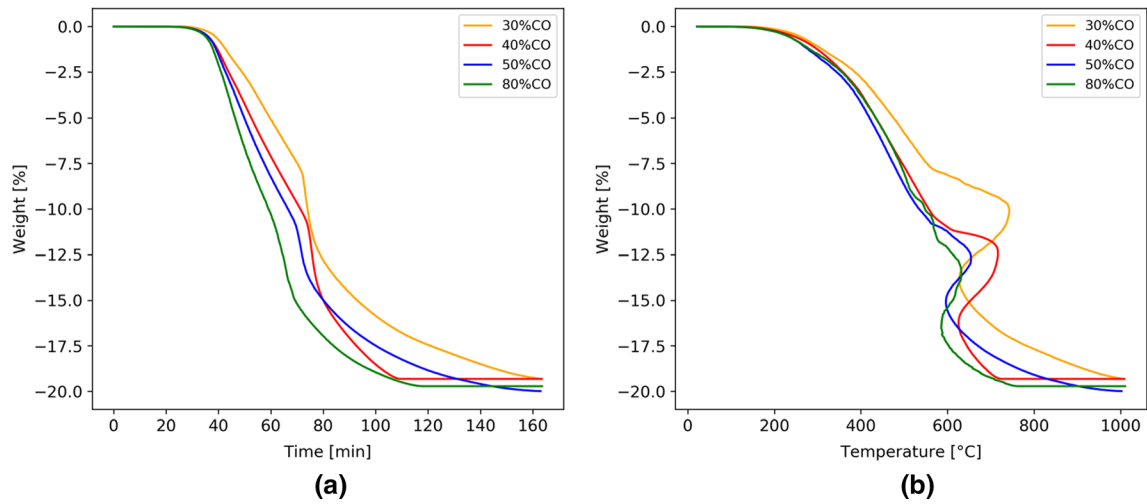 0.0
−2.5
−5.0
−7.5
−10.0
−12.5
−15.0
−17.5
−20.0
Weight [%]
0 20 40 60 80 100 120 140 160
Time [min]
30%CO
40%CO
50%CO
80%CO
(a)
0.0
−2.5
−5.0
−7.5
−10.0
−12.5
−15.0
−17.5
−20.0
Weight [%]
0 200 400 600 800 1000
Temperature [°C]
30%CO
40%CO
50%CO
80%CO
(b)